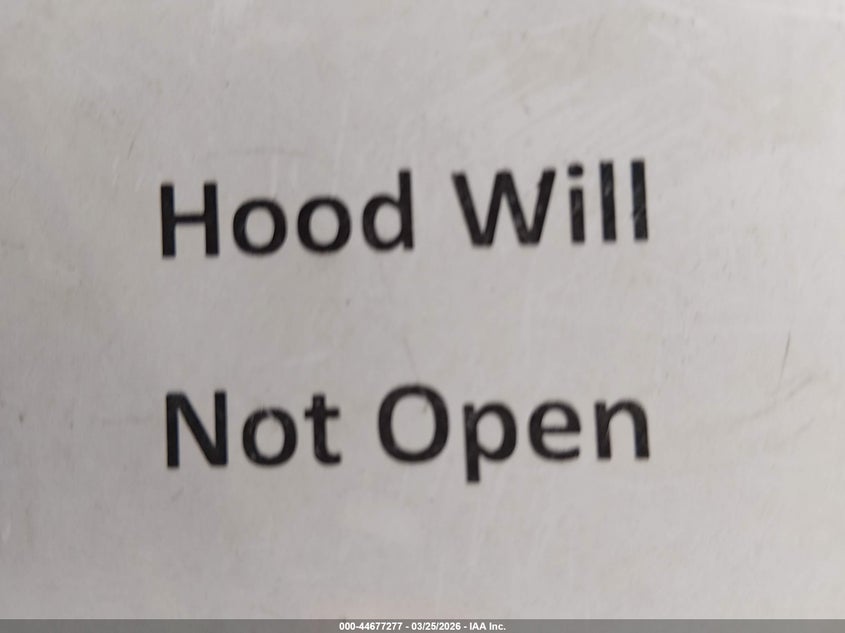 Hood Will
Not Open
000-44677277 - 03/25/2026 - IAA Inc.